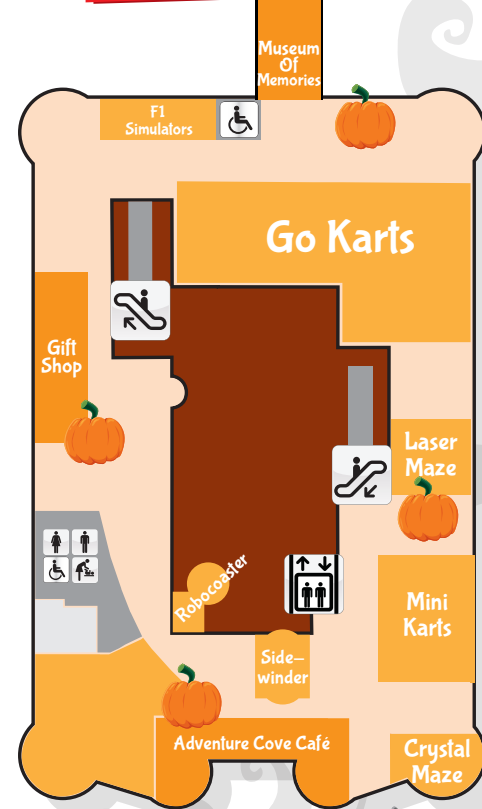 Museum
Of
Memories
F1
Simulators
Go Karts
Gift
Shop
Laser
Maze
Robocoaster
Mini
Karts
Side-
winder
Adventure Cove Café
Crystal
Maze